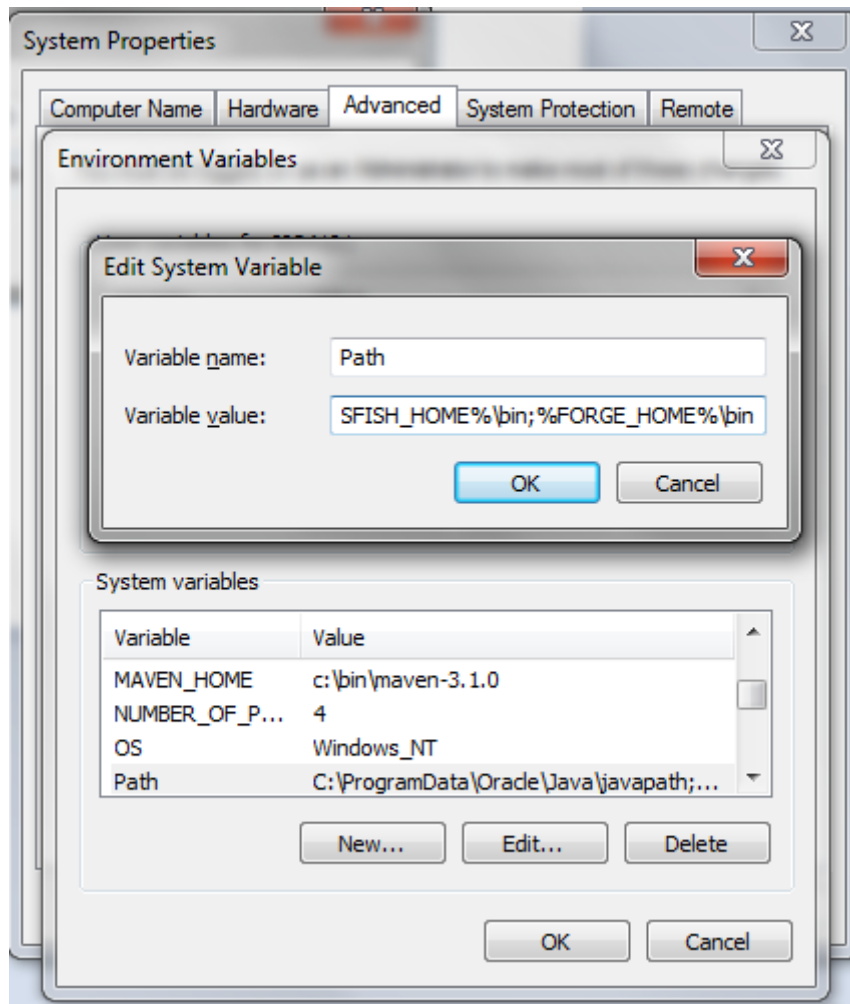 System Properties
Computer Name Hardware Advanced System Protection Remote
Environment Variables
Edit System Variable
Variable name: Path
Variable value: SFISH_HOME%\bin;%FORGE_HOME%\bin
OK Cancel
System variables
Variable Value
MAVEN_HOME c:\bin\maven-3.1.0
NUMBER_OF_P... 4
OS Windows_NT
Path C:\ProgramData\Oracle\Java\javapath;...
New... Edit... Delete
OK Cancel